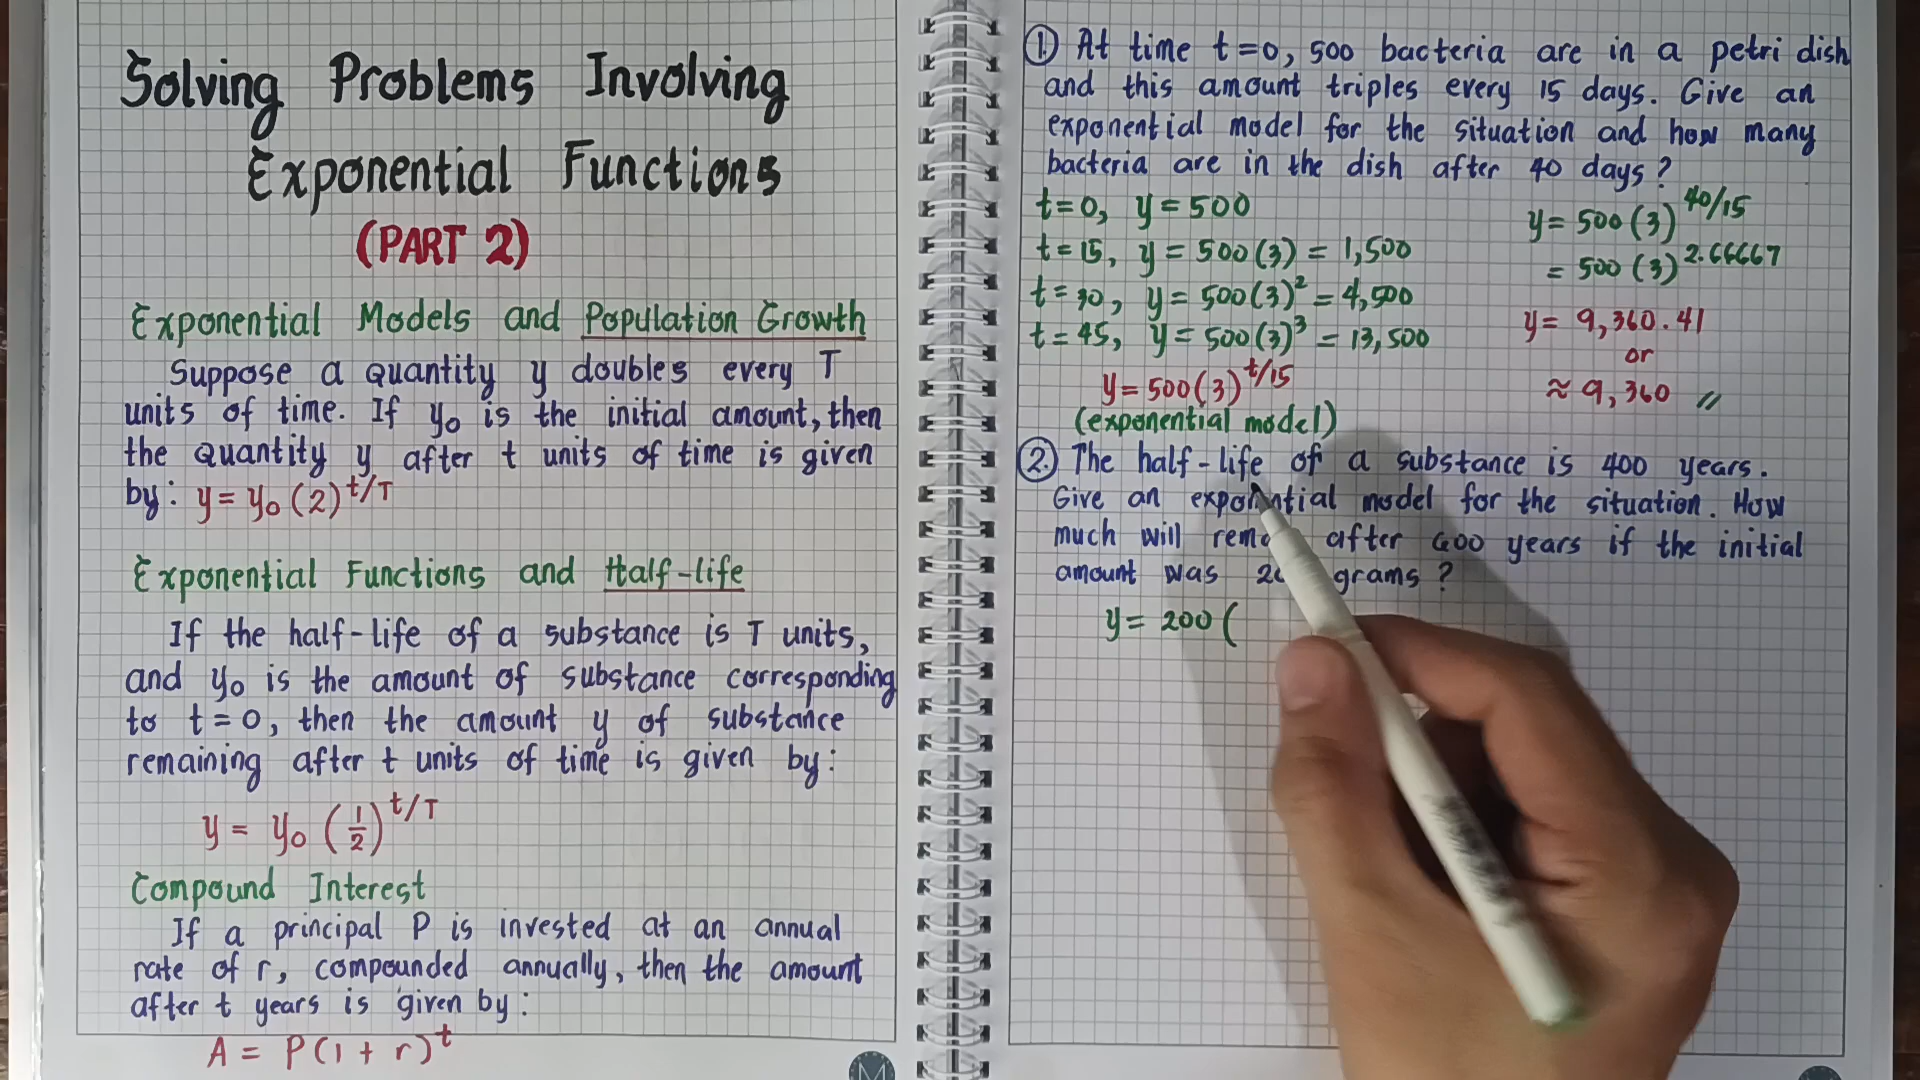 Solving Problems Involving
Exponential Functions
(PART 2)
Exponential Models and Population Growth
Suppose a quantity y doubles every T
units of time. If y₀ is the initial amount, then
the quantity y after t units of time is given
by: y = y₀ (2)^t/T
Exponential Functions and Half-life
If the half-life of a substance is T units,
and y₀ is the amount of substance corresponding
to t = 0, then the amount y of substance
remaining after t units of time is given by:
y = y₀ (1/2)^t/T
Compound Interest
If a principal P is invested at an annual
rate of r, compounded annually, then the amount
after t years is given by:
A = P(1 + r)^t
M
1. At time t=0, 500 bacteria are in a petri dish
and this amount triples every 15 days. Give an
exponential model for the situation and how many
bacteria are in the dish after 40 days?
t=0, y = 500
t=15, y = 500(3) = 1,500
t=30, y = 500(3)² = 4,500
t=45, y = 500(3)³ = 13,500
y = 500(3)^t/15
(exponential model)
y = 500(3)^40/15
= 500(3)^2.66667
y = 9,360.41
or
≈ 9,360 //
2. The half-life of a substance is 400 years.
Give an model for the situation. How
much will after 600 years if the initial
amount was grams?
y = 200 (